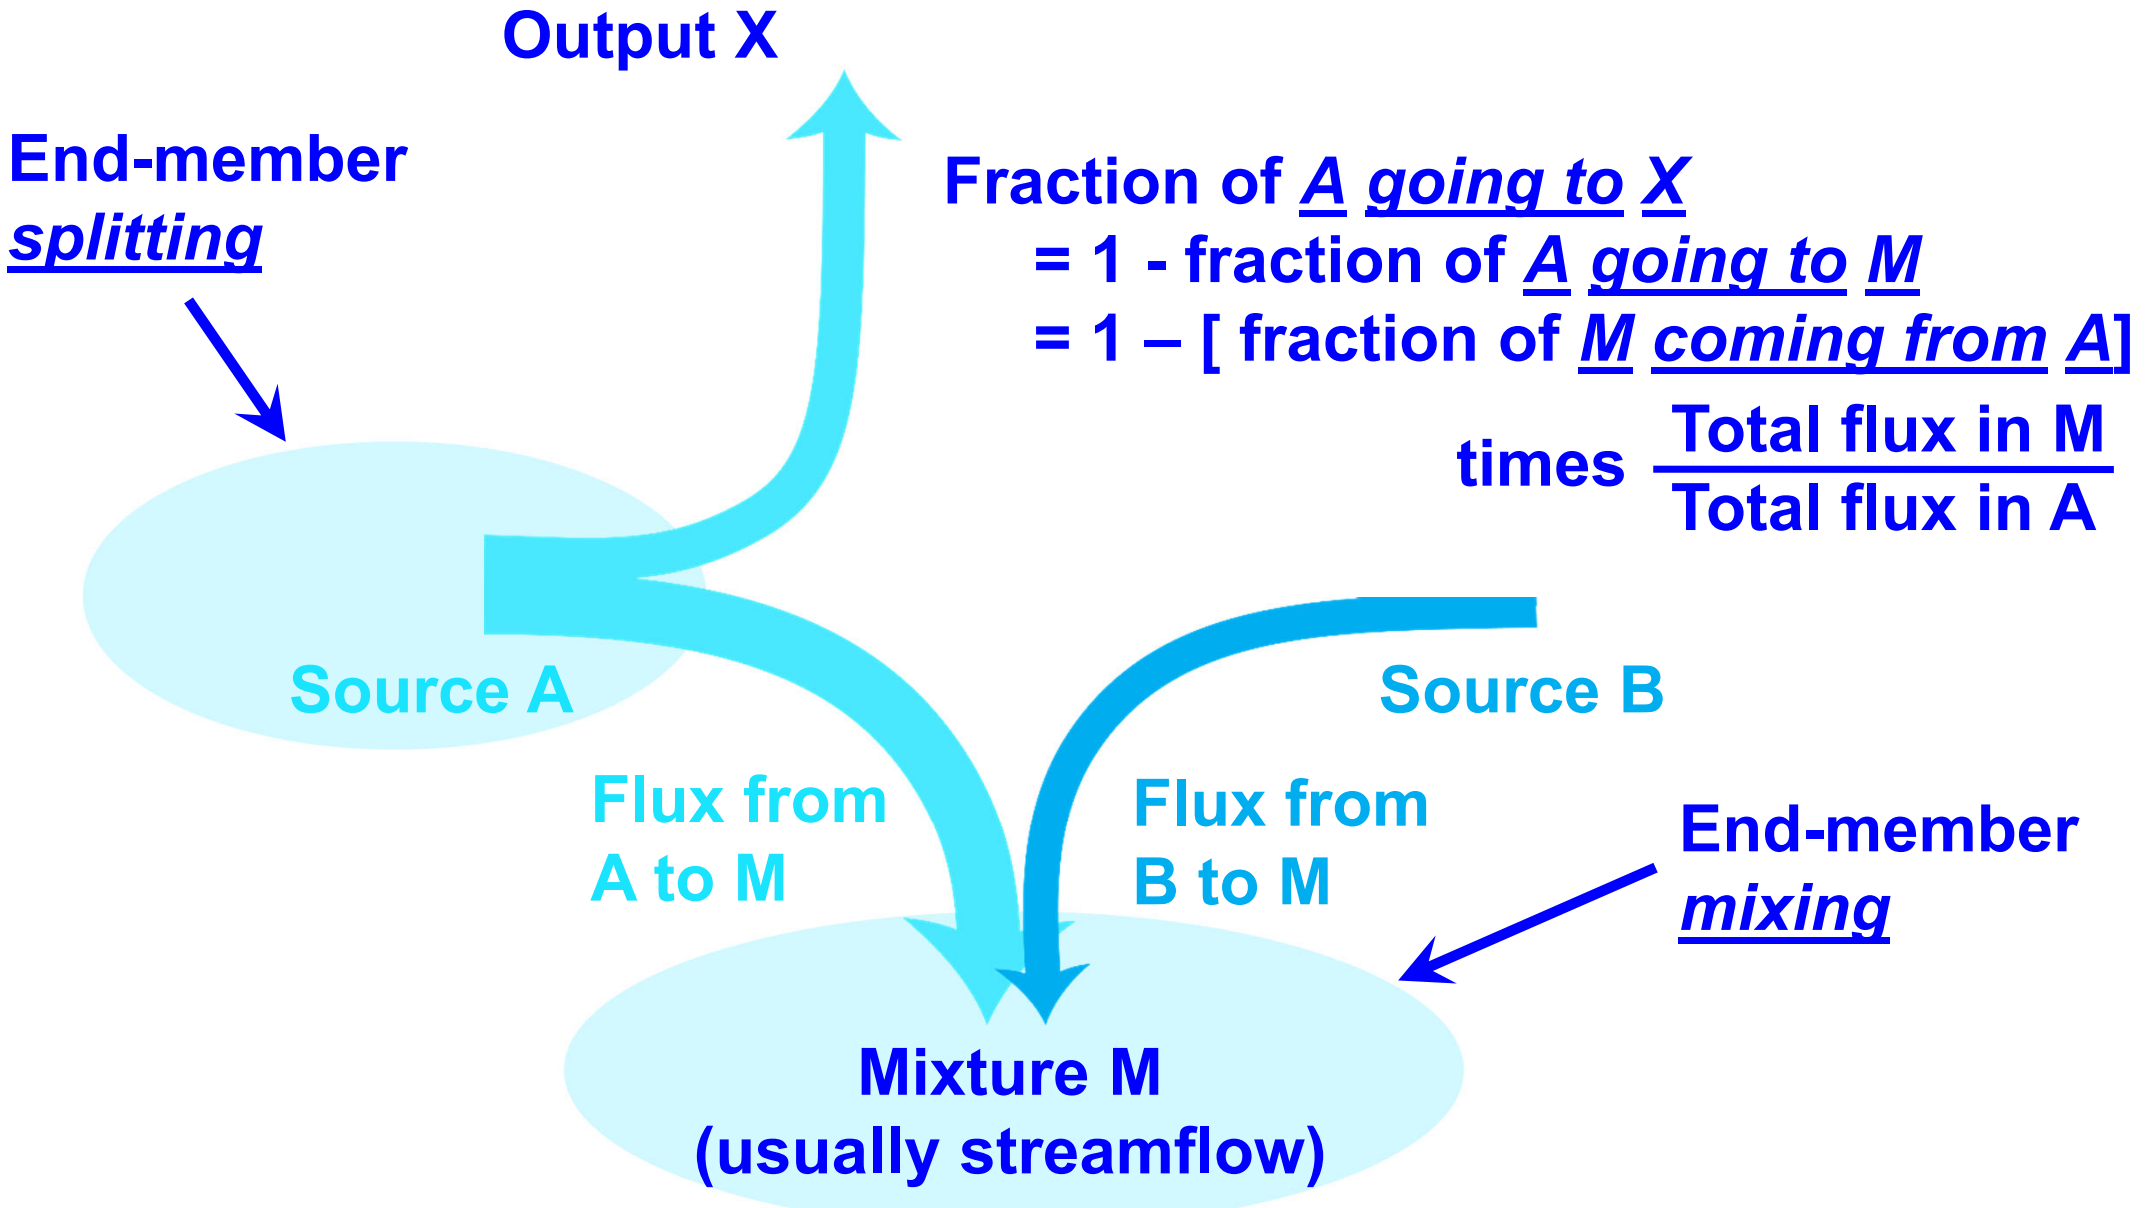 Output X
End-member
splitting
Fraction of A going to X
= 1 - fraction of A going to M
= 1 – [ fraction of M coming from A]
times Total flux in M
Total flux in A
Source A
Source B
Flux from
A to M
Flux from
B to M
End-member
mixing
Mixture M
(usually streamflow)